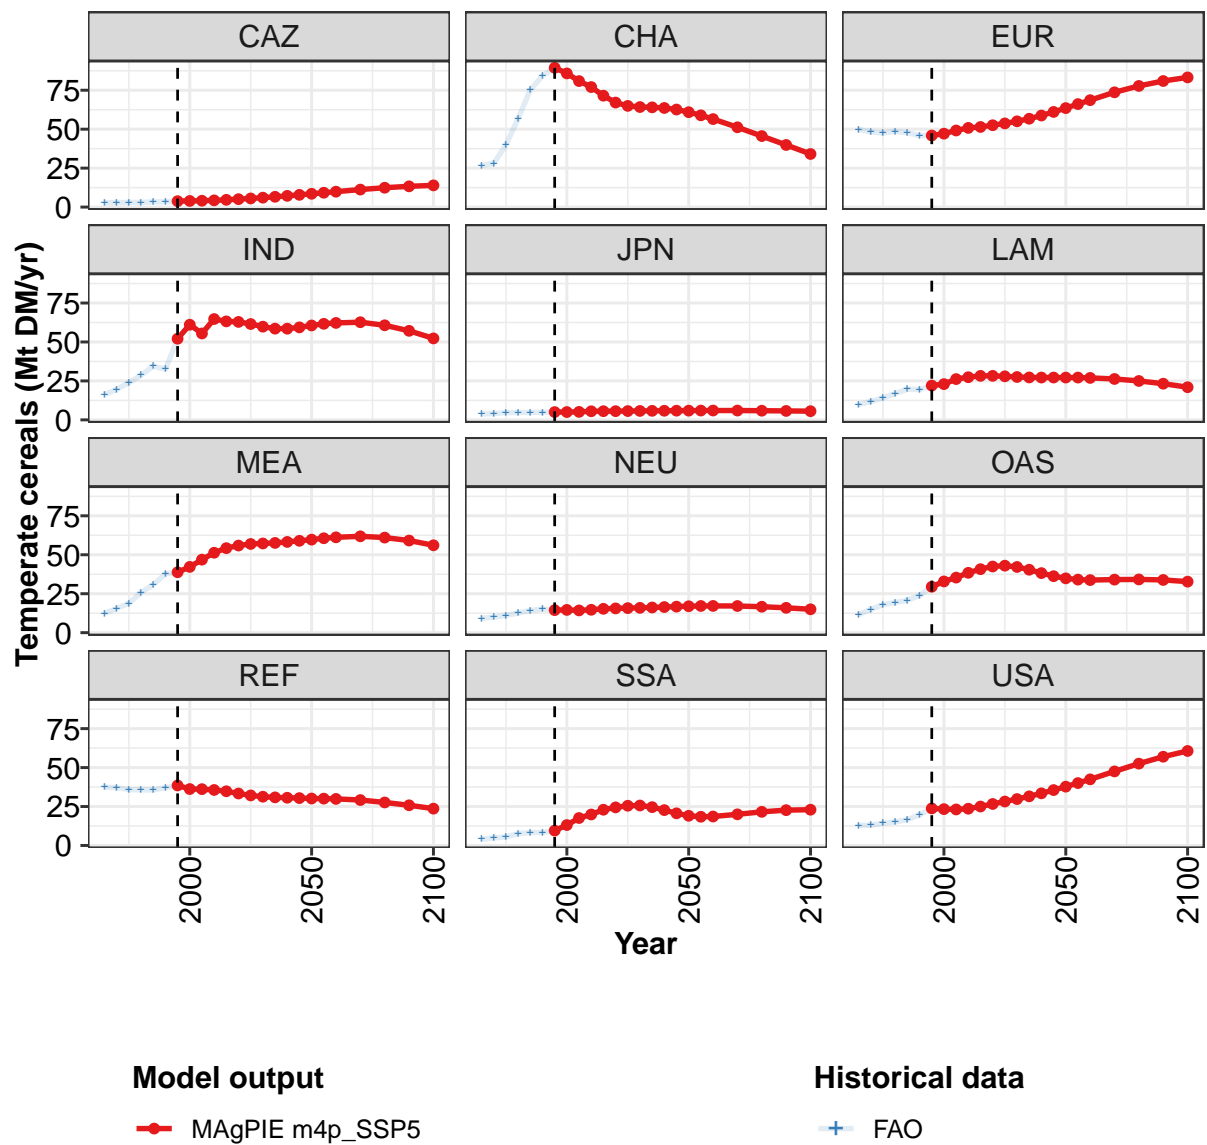 CAZ CHA EUR
75
50
25
0
IND JPN LAM
75
50
25
0
MEA NEU OAS
75
50
25
0
REF SSA USA
75
50
25
0
Temperate cereals (Mt DM/yr)
2000 2050 2100 2000 2050 2100 2000 2050 2100
Year
Model output Historical data
MAgPIE m4p_SSP5 FAO